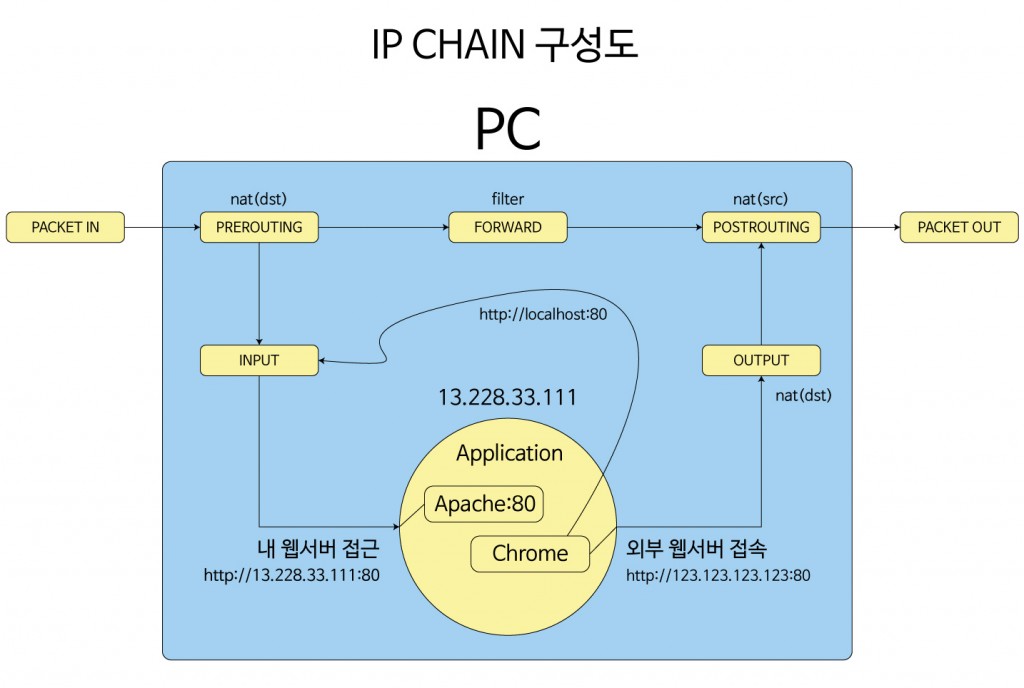 IP CHAIN 구성도
PC
nat(dst)
filter
nat(src)
PACKET IN
PREROUTING
FORWARD
POSTROUTING
PACKET OUT
http://localhost:80
INPUT
OUTPUT
13.228.33.111
nat(dst)
Application
Apache:80
Chrome
내 웹서버 접근
http://13.228.33.111:80
외부 웹서버 접속
http://123.123.123.123:80